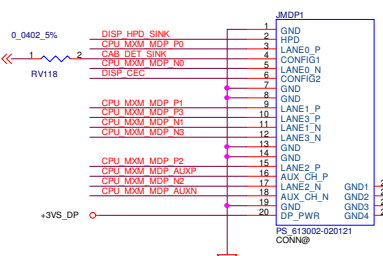 JMDP1
0_0402_5%
1 2
RV118
DISP_HPD_SINK
CPU_MXM_MDP_P0
CAB_DET_SINK
CPU_MXM_MDP_N0
DISP_CEC
CPU_MXM_MDP_P1
CPU_MXM_MDP_P3
CPU_MXM_MDP_N1
CPU_MXM_MDP_N3
CPU_MXM_MDP_P2
CPU_MXM_MDP_AUXP
CPU_MXM_MDP_N2
CPU_MXM_MDP_AUXN
+3VS_DP
1 GND
2 HPD
3 LANE0_P
4 CONFIG1
5 LANE0_N
6 CONFIG2
7 GND
8 GND
9 LANE1_P
10 LANE3_P
11 LANE1_N
12 LANE3_N
13 GND
14 GND
15 LANE2_P
16 AUX_CH_P
17 LANE2_N GND1
18 AUX_CH_N GND2
19 GND GND3
20 DP_PWR GND4
PS_613002-020121
CONN@